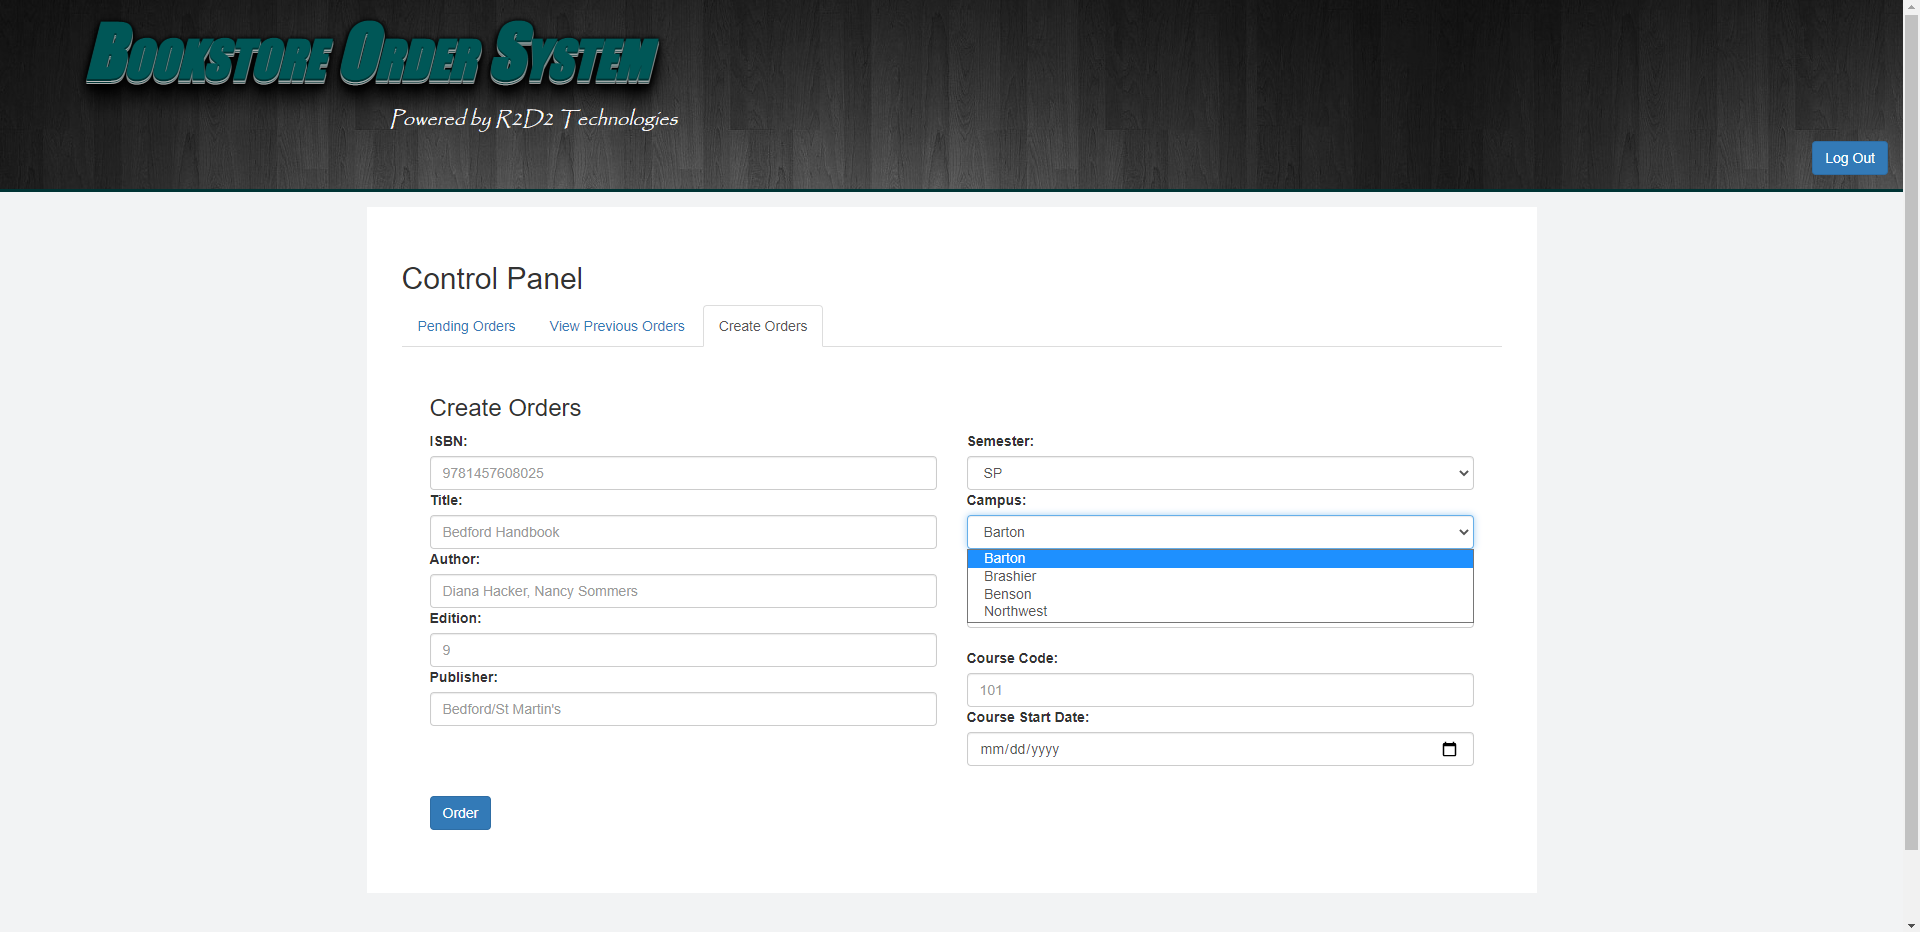 Bookstore Order System
Powered by R2D2 Technologies
Log Out
Control Panel
Pending Orders
View Previous Orders
Create Orders
Create Orders
ISBN:
9781457608025
Title:
Bedford Handbook
Author:
Diana Hacker, Nancy Sommers
Edition:
9
Publisher:
Bedford/St Martin's
Semester:
SP
Campus:
Barton
Barton
Brashier
Benson
Northwest
Course Code:
101
Course Start Date:
mm/dd/yyyy
Order